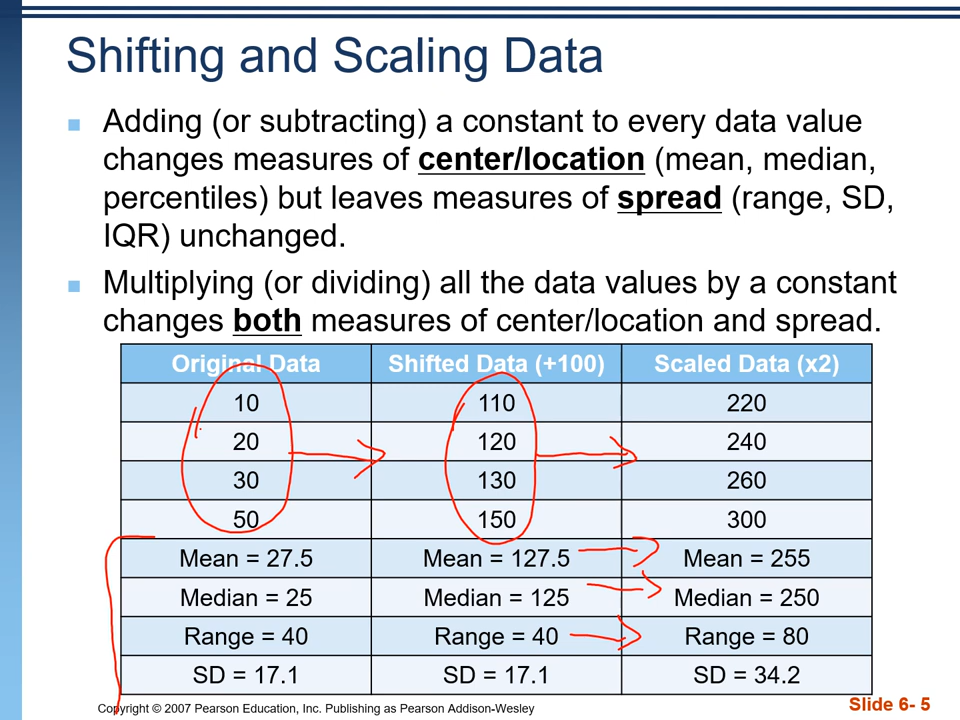 Shifting and Scaling Data
Adding (or subtracting) a constant to every data value
changes measures of center/location (mean, median,
percentiles) but leaves measures of spread (range, SD,
IQR) unchanged.
Multiplying (or dividing) all the data values by a constant
changes both measures of center/location and spread.
Original Data Shifted Data (+100) Scaled Data (x2)
10 110 220
20 120 240
30 130 260
50 150 300
Mean = 27.5 Mean = 127.5 Mean = 255
Median = 25 Median = 125 Median = 250
Range = 40 Range = 40 Range = 80
SD = 17.1 SD = 17.1 SD = 34.2
Copyright © 2007 Pearson Education, Inc. Publishing as Pearson Addison-Wesley
Slide 6- 5